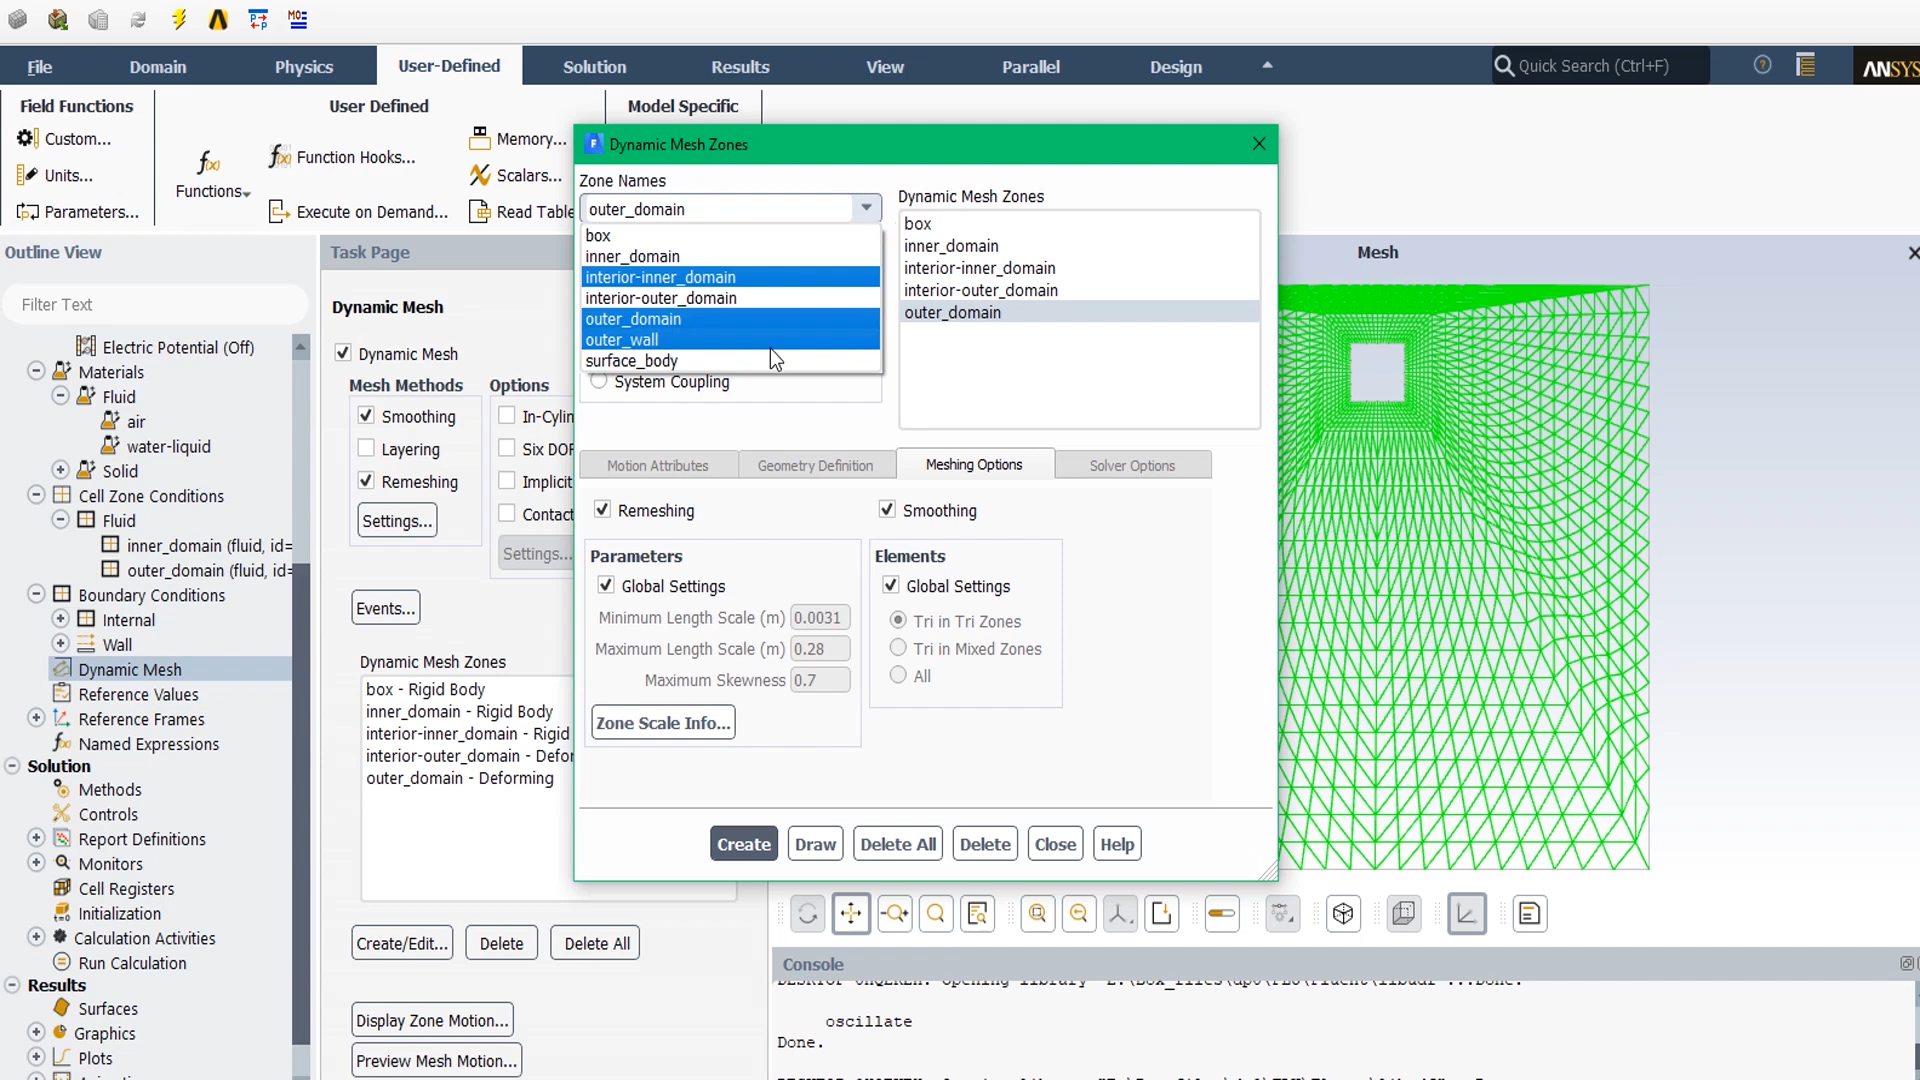 MO
File
Domain
Physics
User-Defined
Solution
Results
View
Parallel
Design
Quick Search (Ctrl+F)
ANSYS
Field Functions
User Defined
Model Specific
Custom...
Units...
Parameters...
Functions
Function Hooks...
Execute on Demand...
Memory...
Scalars...
Read Table
Outline View
Filter Text
Electric Potential (Off)
Materials
Fluid
air
water-liquid
Solid
Cell Zone Conditions
Fluid
inner_domain (fluid, id=
outer_domain (fluid, id=
Boundary Conditions
Internal
Wall
Dynamic Mesh
Reference Values
Reference Frames
Named Expressions
Solution
Methods
Controls
Report Definitions
Monitors
Cell Registers
Initialization
Calculation Activities
Run Calculation
Results
Surfaces
Graphics
Plots
Task Page
Dynamic Mesh
Dynamic Mesh
Mesh Methods
Options
Smoothing
In-Cylin
Layering
Six DOF
Remeshing
Implicit
Settings...
Contact
Settings...
Events...
Dynamic Mesh Zones
box - Rigid Body
inner_domain - Rigid Body
interior-inner_domain - Rigid
interior-outer_domain - Defor
outer_domain - Deforming
Create/Edit...
Delete
Delete All
Display Zone Motion...
Preview Mesh Motion...
Dynamic Mesh Zones
Zone Names
outer_domain
box
inner_domain
interior-inner_domain
interior-outer_domain
outer_domain
outer_wall
surface_body
System Coupling
Dynamic Mesh Zones
box
inner_domain
interior-inner_domain
interior-outer_domain
outer_domain
Motion Attributes
Geometry Definition
Meshing Options
Solver Options
Remeshing
Smoothing
Parameters
Global Settings
Minimum Length Scale (m) 0.0031
Maximum Length Scale (m) 0.28
Maximum Skewness 0.7
Zone Scale Info...
Elements
Global Settings
Tri in Tri Zones
Tri in Mixed Zones
All
Create
Draw
Delete All
Delete
Close
Help
Mesh
Console
oscillate
Done.